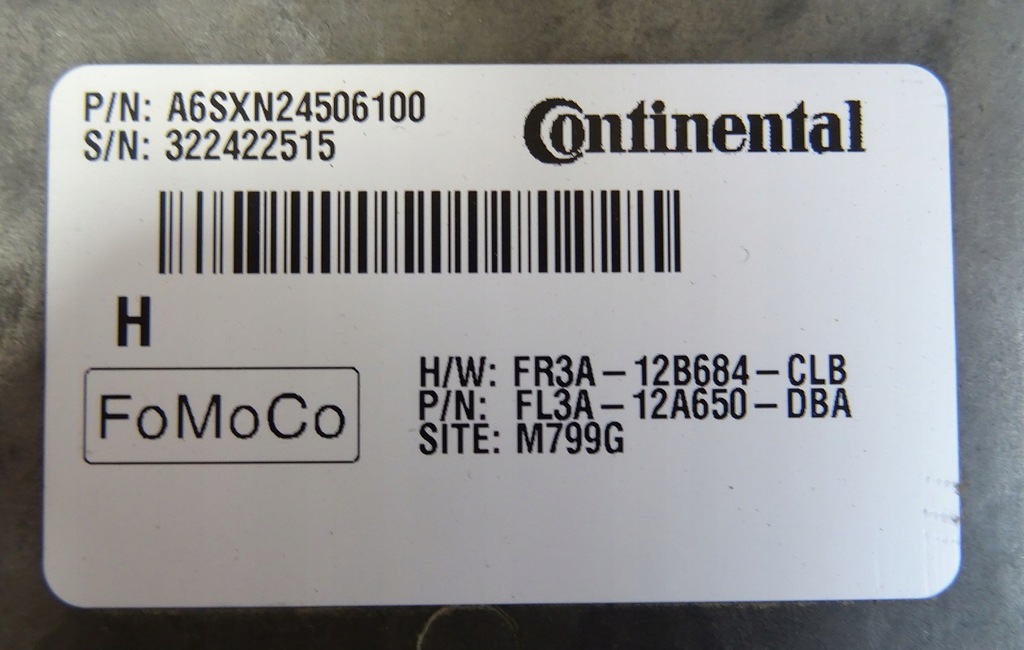 P/N: A6SXN24506100
S/N: 322422515
Continental
H
FoMoCo
H/W: FR3A-12B684-CLB
P/N: FL3A-12A650-DBA
SITE: M799G